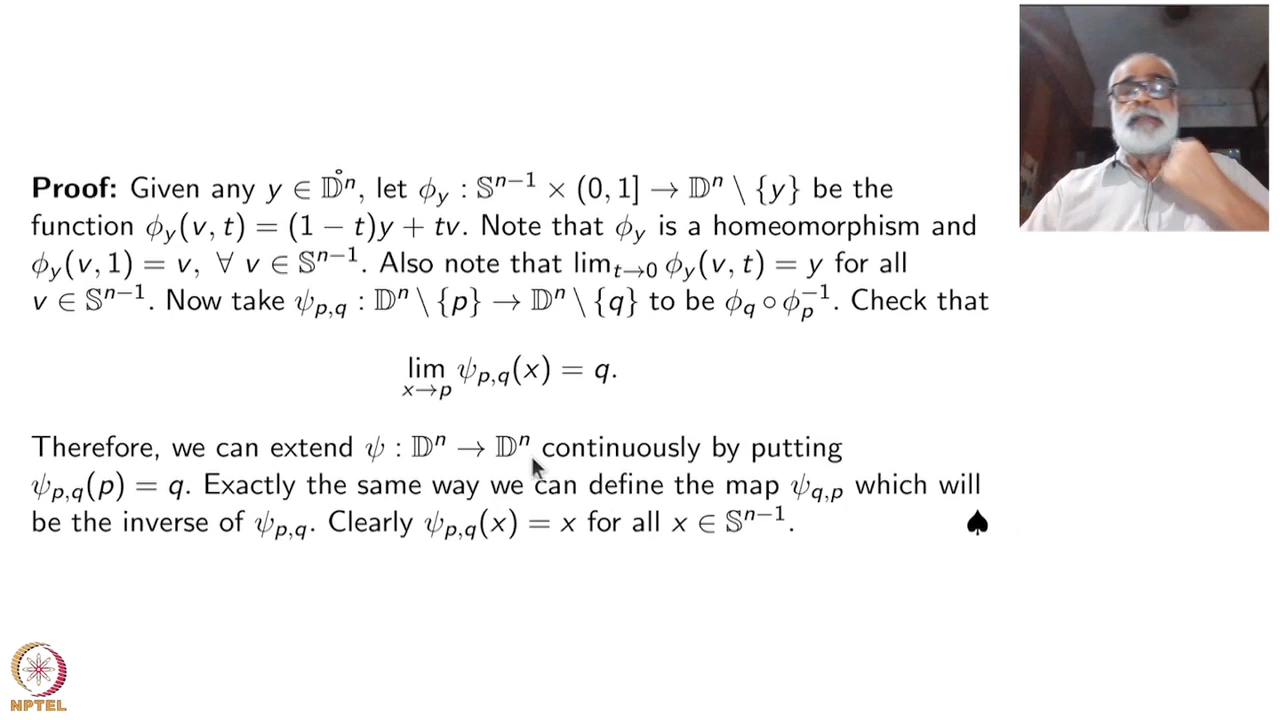 Proof: Given any y ∈ 𝔻̊ⁿ, let ϕ_y : 𝕊ⁿ⁻¹ × (0, 1] → 𝔻ⁿ \ {y} be the
function ϕ_y(v, t) = (1 − t)y + tv. Note that ϕ_y is a homeomorphism and
ϕ_y(v, 1) = v, ∀ v ∈ 𝕊ⁿ⁻¹. Also note that lim_{t→0} ϕ_y(v, t) = y for all
v ∈ 𝕊ⁿ⁻¹. Now take ψ_{p,q} : 𝔻ⁿ \ {p} → 𝔻ⁿ \ {q} to be ϕ_q ∘ ϕ_p⁻¹. Check that
lim_{x→p} ψ_{p,q}(x) = q.
Therefore, we can extend ψ : 𝔻ⁿ → 𝔻ⁿ continuously by putting
ψ_{p,q}(p) = q. Exactly the same way we can define the map ψ_{q,p} which will
be the inverse of ψ_{p,q}. Clearly ψ_{p,q}(x) = x for all x ∈ 𝕊ⁿ⁻¹. ♠
NPTEL